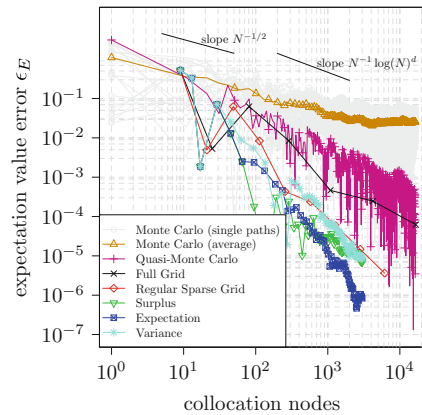 slope N^{-1/2}
slope N^{-1} log(N)^d
expectation value error ϵ_E
10^{-1}
10^{-2}
10^{-3}
10^{-4}
10^{-5}
10^{-6}
10^{-7}
Monte Carlo (single paths)
Monte Carlo (average)
Quasi-Monte Carlo
Full Grid
Regular Sparse Grid
Surplus
Expectation
Variance
10^0 10^1 10^2 10^3 10^4
collocation nodes